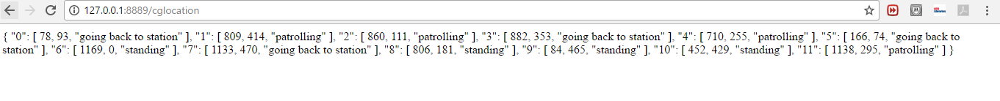 127.0.0.1:8889/cglocation
{ "0": [ 78, 93, "going back to station" ], "1": [ 809, 414, "patrolling" ], "2": [ 860, 111, "patrolling" ], "3": [ 882, 353, "going back to station" ], "4": [ 710, 255, "patrolling" ], "5": [ 166, 74, "going back to
station" ], "6": [ 1169, 0, "standing" ], "7": [ 1133, 470, "going back to station" ], "8": [ 806, 181, "standing" ], "9": [ 84, 465, "standing" ], "10": [ 452, 429, "standing" ], "11": [ 1138, 295, "patrolling" ] }